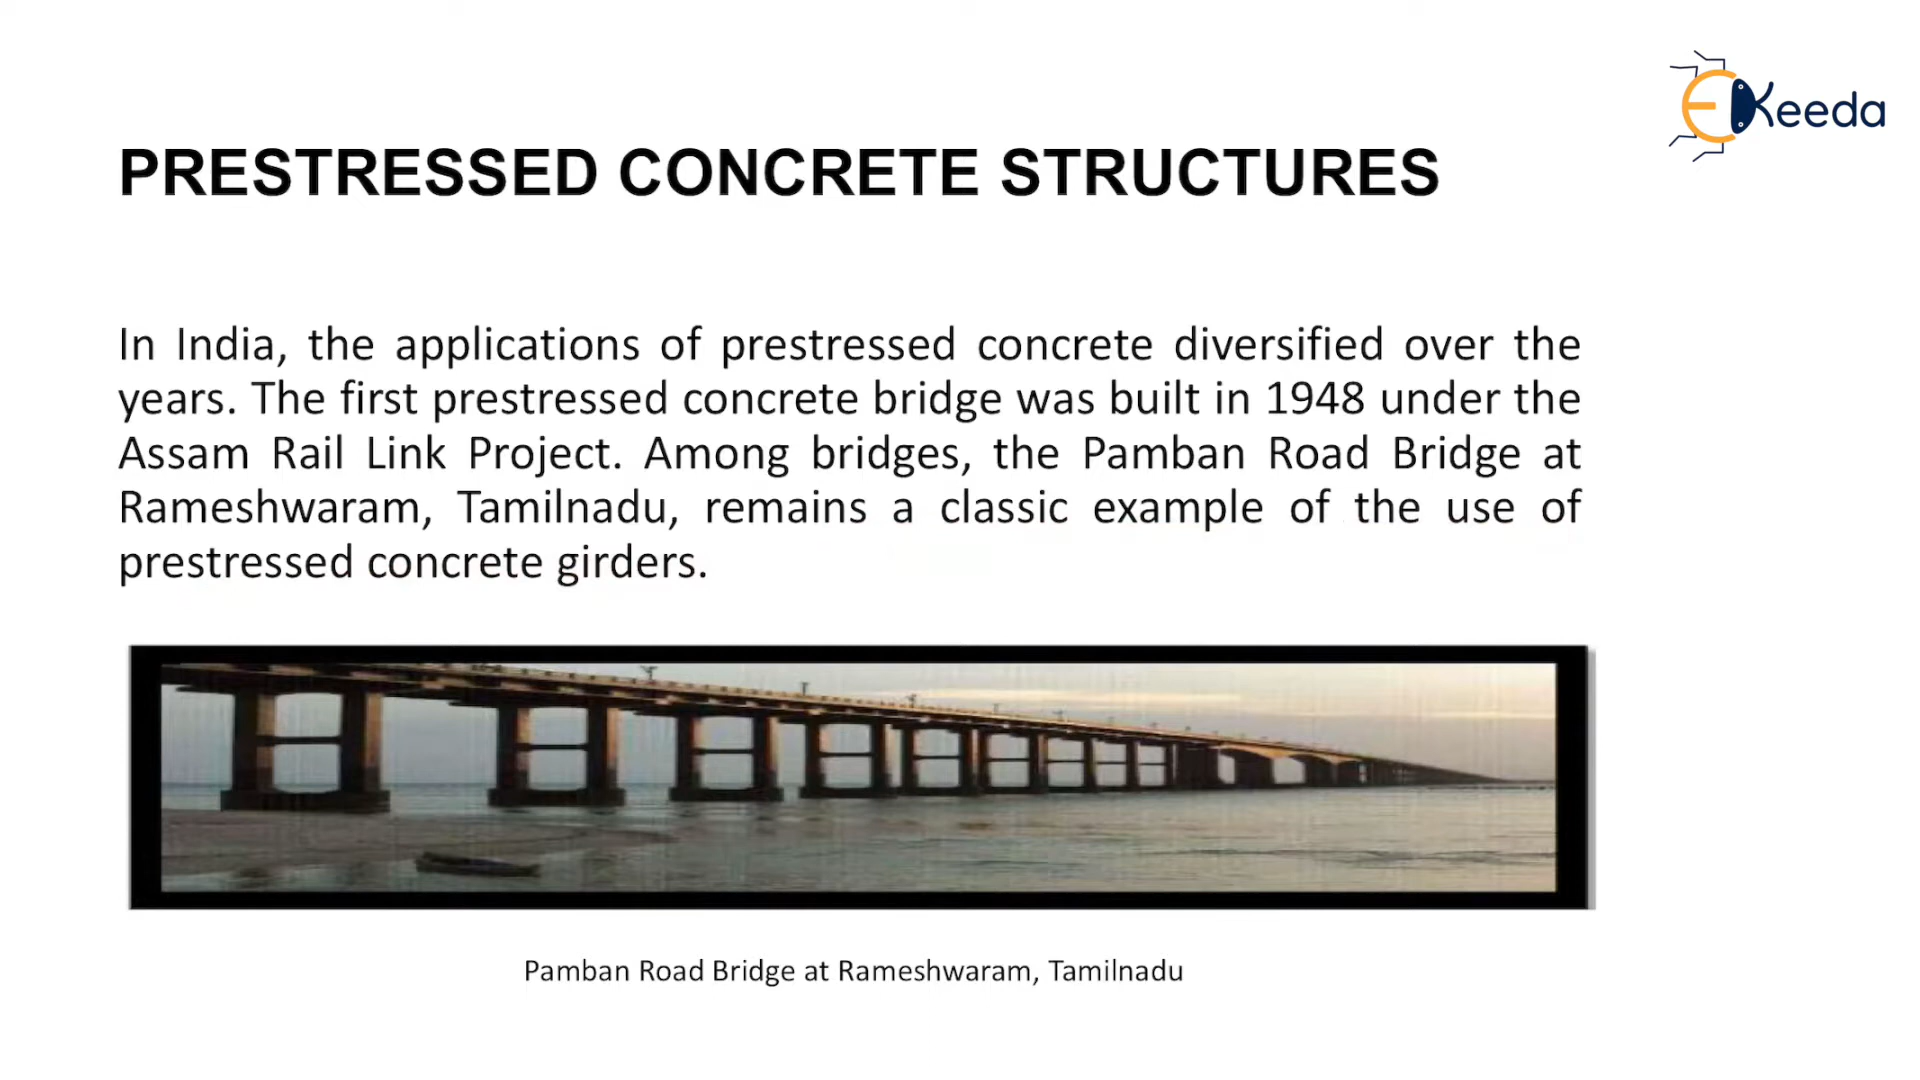 EKeeda
PRESTRESSED CONCRETE STRUCTURES
In India, the applications of prestressed concrete diversified over the
years. The first prestressed concrete bridge was built in 1948 under the
Assam Rail Link Project. Among bridges, the Pamban Road Bridge at
Rameshwaram, Tamilnadu, remains a classic example of the use of
prestressed concrete girders.
Pamban Road Bridge at Rameshwaram, Tamilnadu